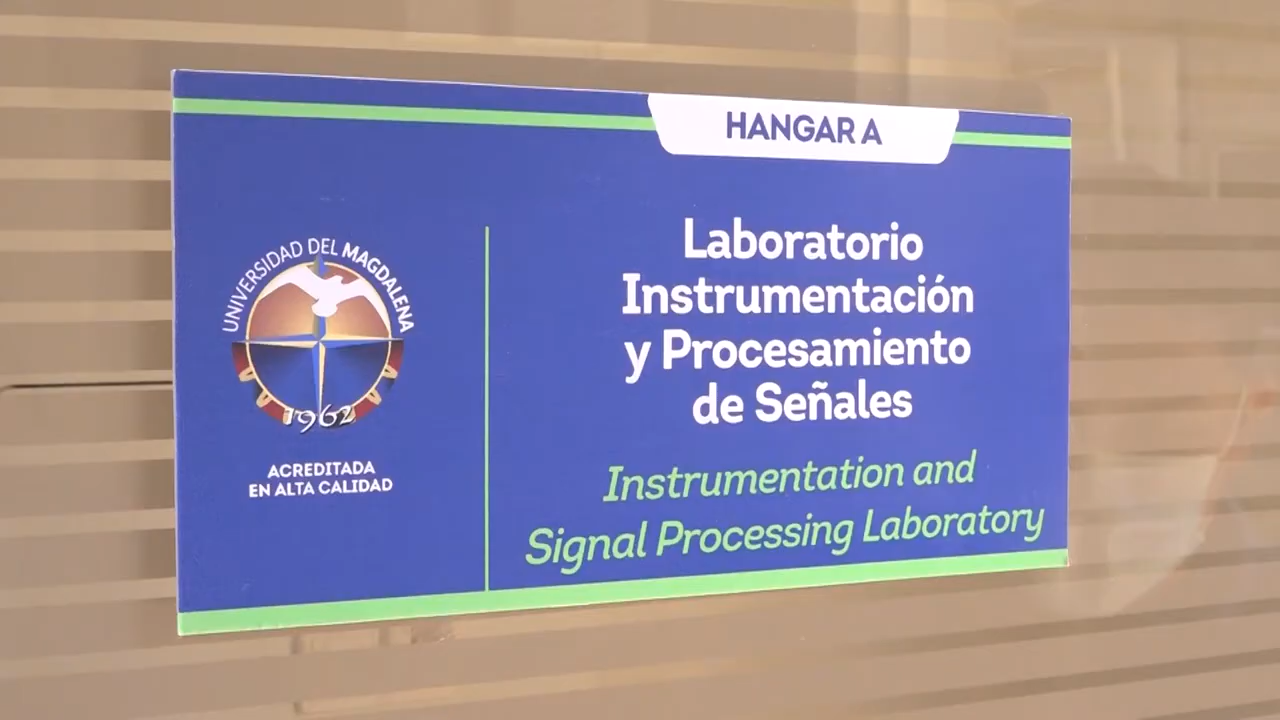 HANGAR A
UNIVERSIDAD DEL MAGDALENA
1962
ACREDITADA
EN ALTA CALIDAD
Laboratorio
Instrumentación
y Procesamiento
de Señales
Instrumentation and
Signal Processing Laboratory